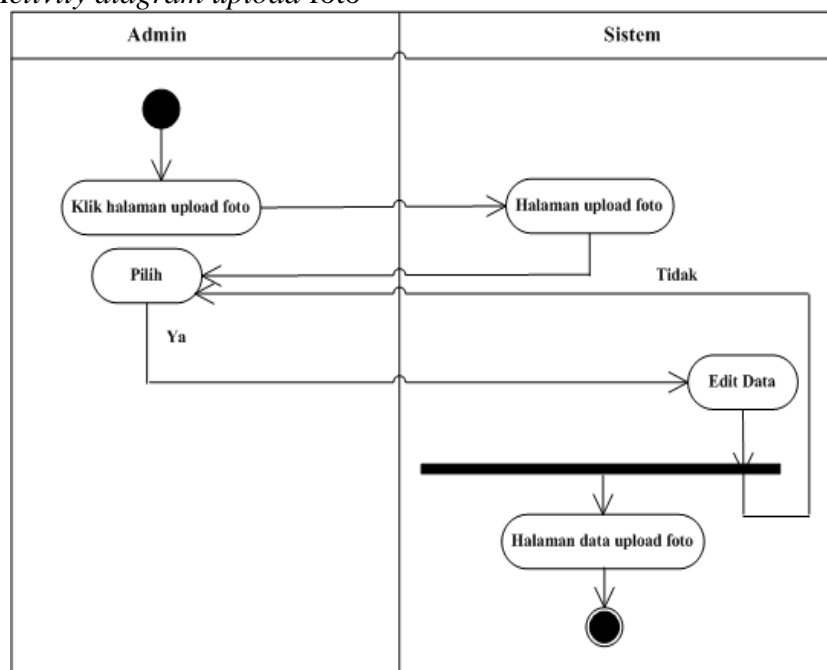 Activity diagram upload foto
Admin
Sistem
Klik halaman upload foto
Halaman upload foto
Pilih
Tidak
Ya
Edit Data
Halaman data upload foto